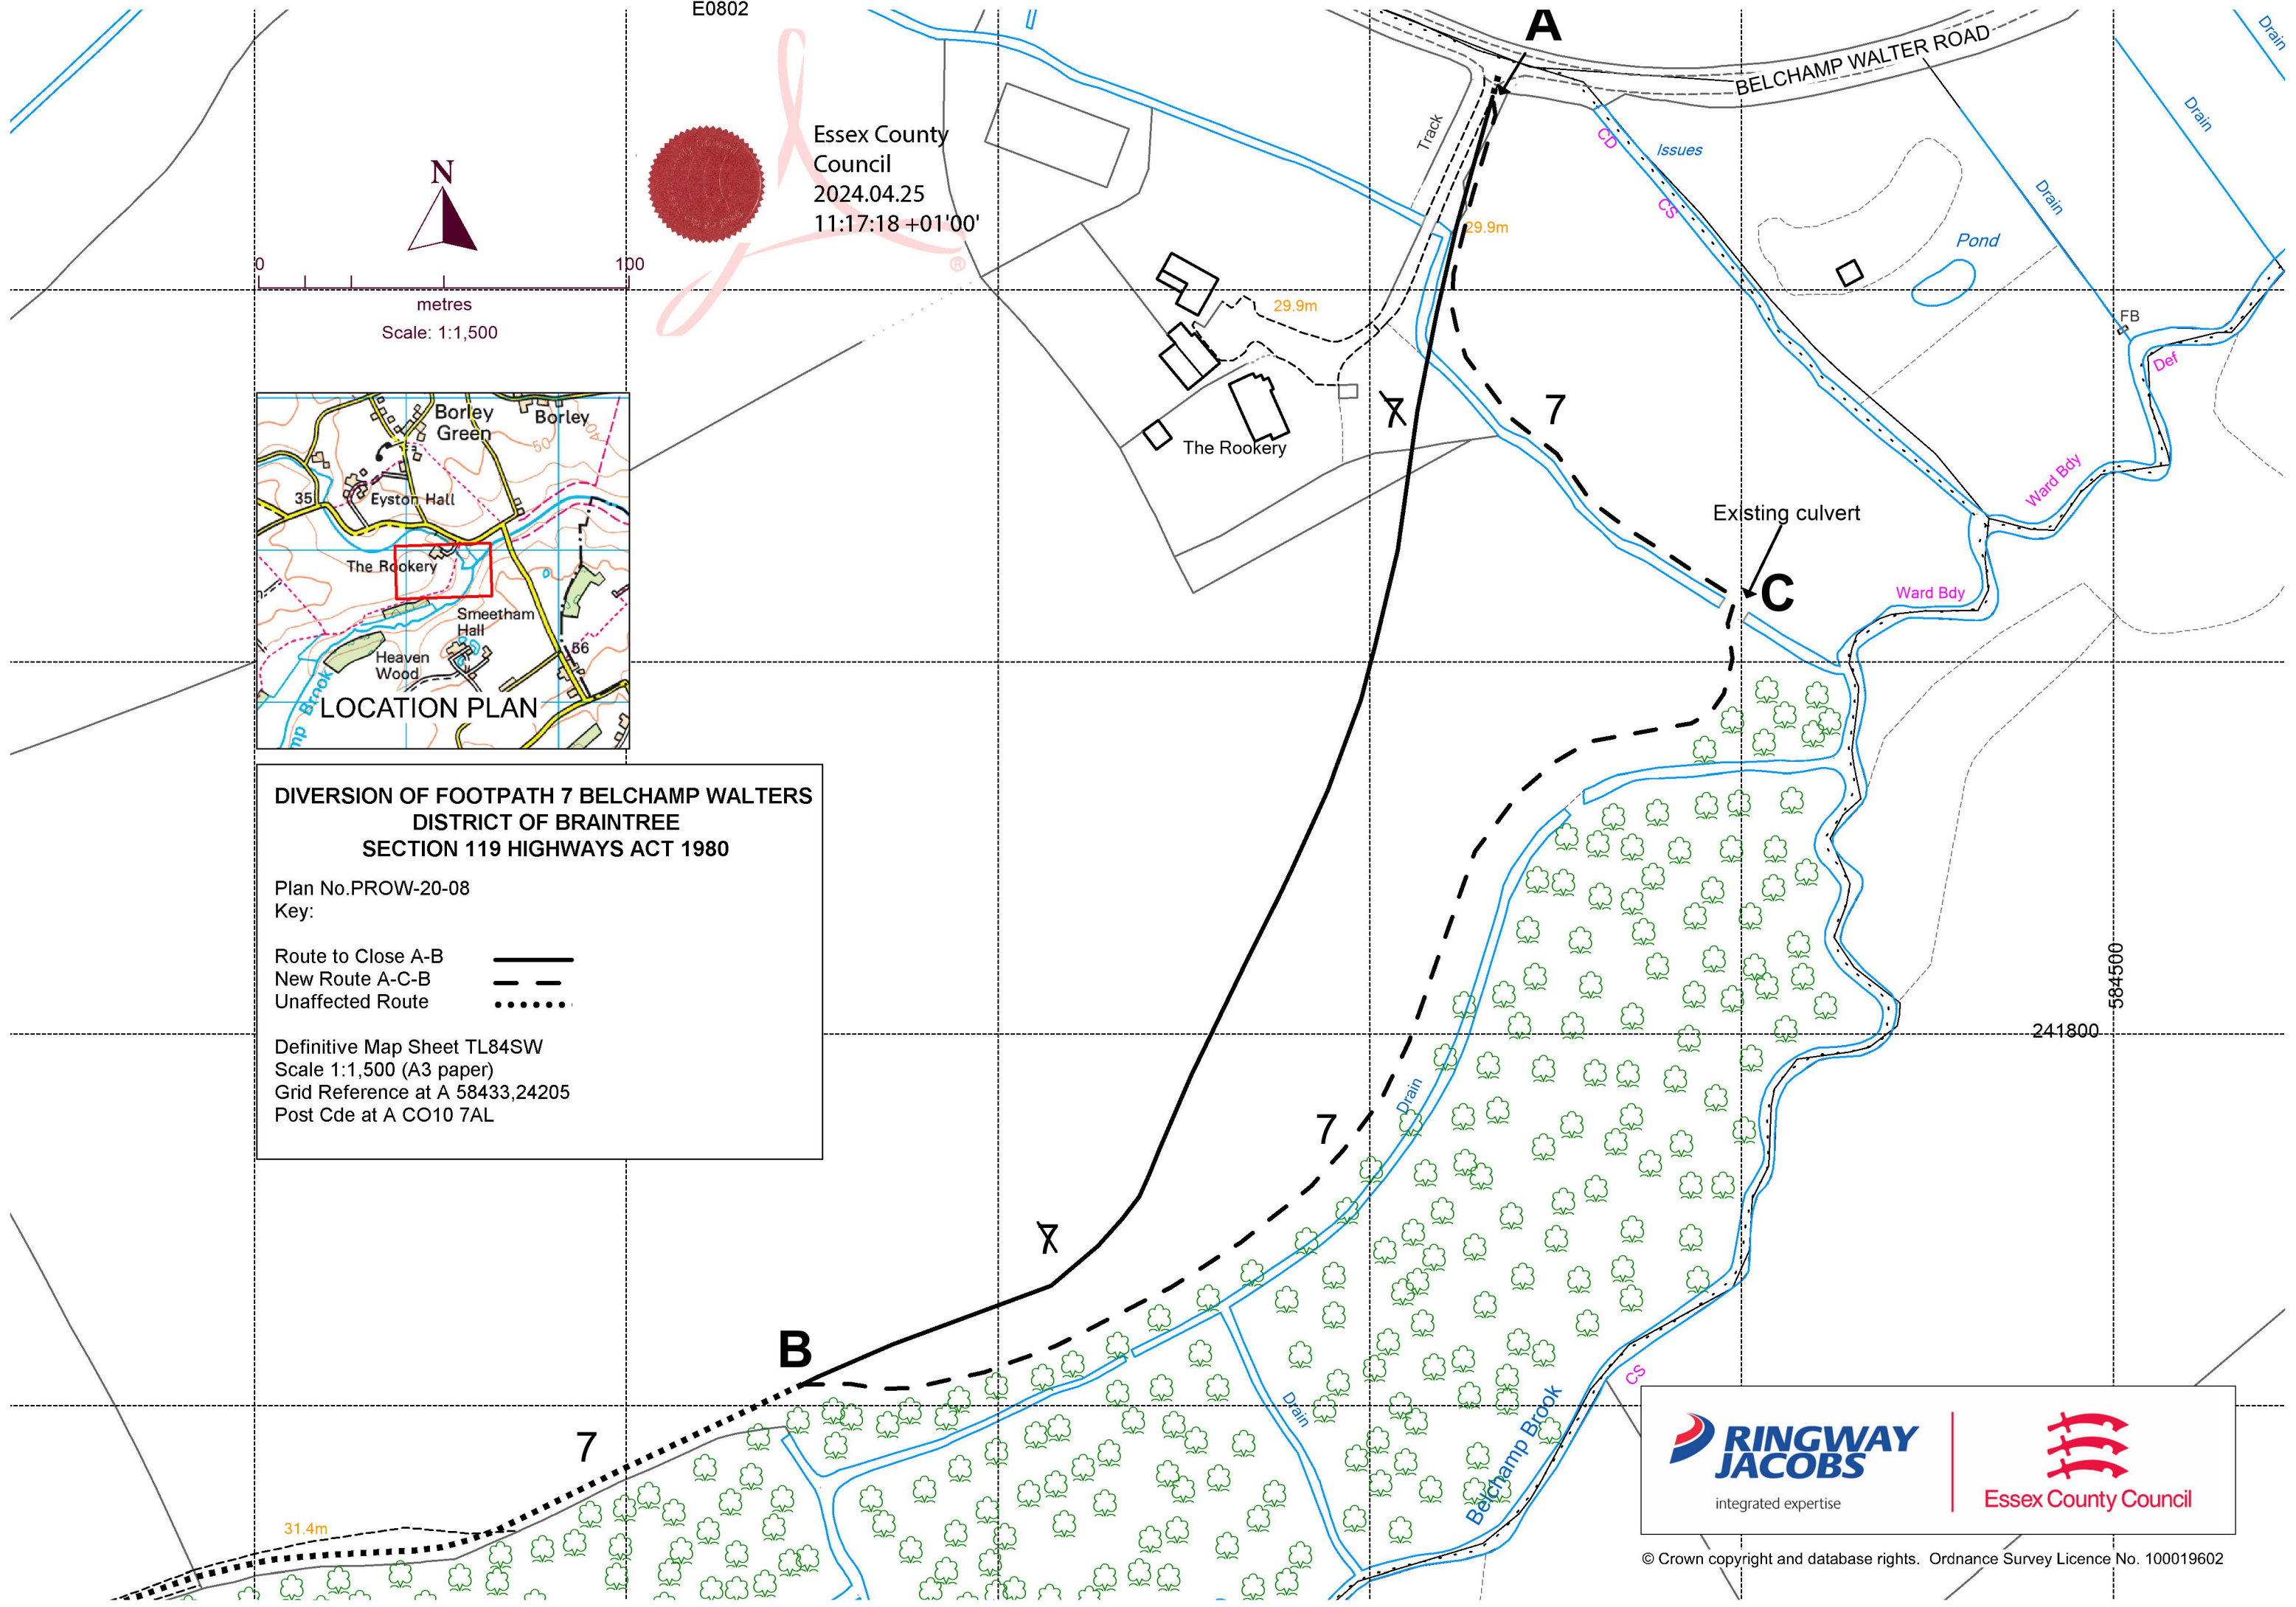 E0802
A
BELCHAMP WALTER ROAD
Drain
Drain
Essex County
Council
2024.04.25
11:17:18 +01'00'
®
Track
CD
Issues
CS
Drain
N
29.9m
Pond
0
100
metres
Scale: 1:1,500
29.9m
FB
Def
Borley
Green
Borley
50
40
35
Eyston Hall
The Rookery
Smeetham
Hall
Heaven
Wood
56
mp Brook
LOCATION PLAN
7
7
The Rookery
Ward Bdy
Existing culvert
C
Ward Bdy
DIVERSION OF FOOTPATH 7 BELCHAMP WALTERS
DISTRICT OF BRAINTREE
SECTION 119 HIGHWAYS ACT 1980
Plan No.PROW-20-08
Key:
Route to Close A-B
New Route A-C-B
Unaffected Route
Definitive Map Sheet TL84SW
Scale 1:1,500 (A3 paper)
Grid Reference at A 58433,24205
Post Cde at A CO10 7AL
584500
241800
Drain
7
7
B
7
Drain
CS
Belchamp Brook
31.4m
RINGWAY
JACOBS
integrated expertise
Essex County Council
© Crown copyright and database rights. Ordnance Survey Licence No. 100019602